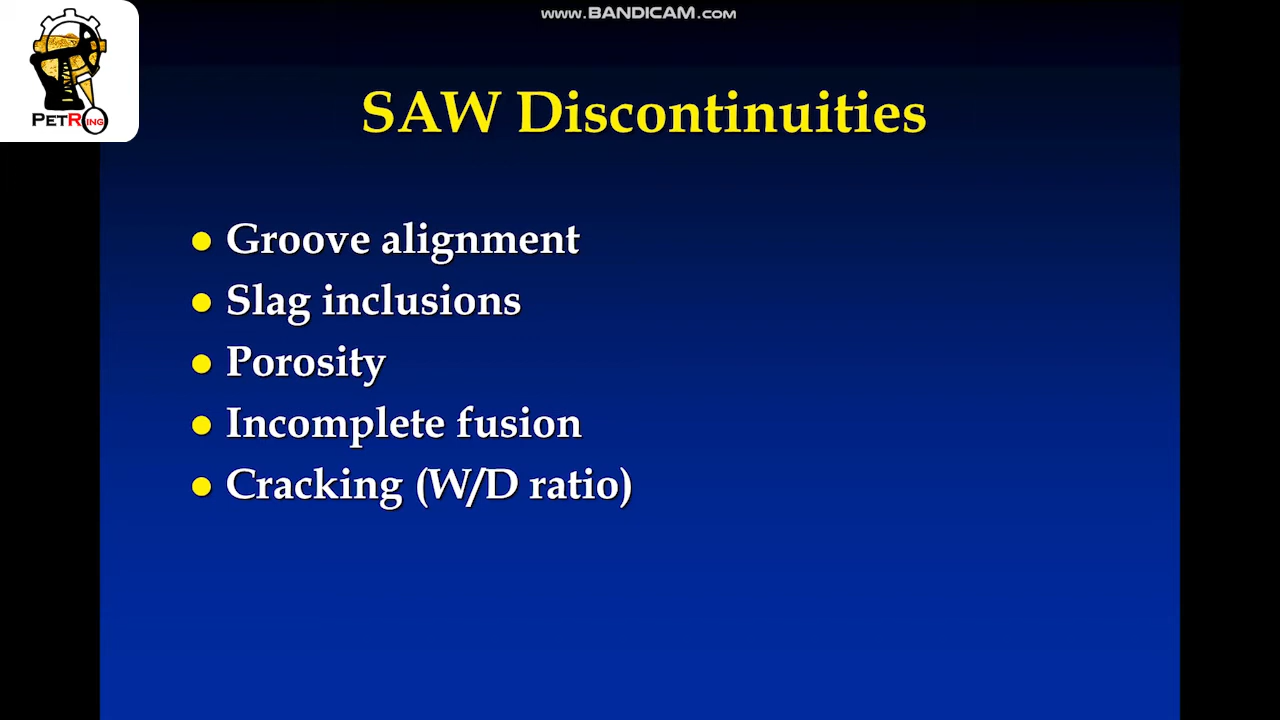 www.BANDICAM.com
PETRING
SAW Discontinuities
Groove alignment
Slag inclusions
Porosity
Incomplete fusion
Cracking (W/D ratio)